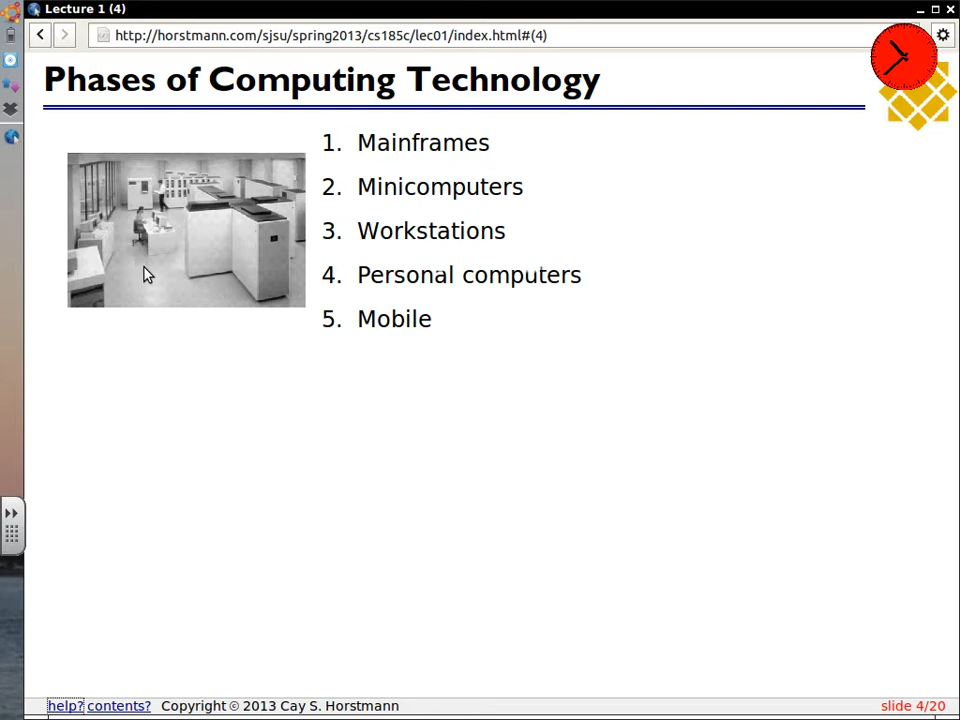 Lecture 1 (4)
http://horstmann.com/sjsu/spring2013/cs185c/lec01/index.html#(4)
Phases of Computing Technology
1. Mainframes
2. Minicomputers
3. Workstations
4. Personal computers
5. Mobile
help? contents? Copyright © 2013 Cay S. Horstmann slide 4/20